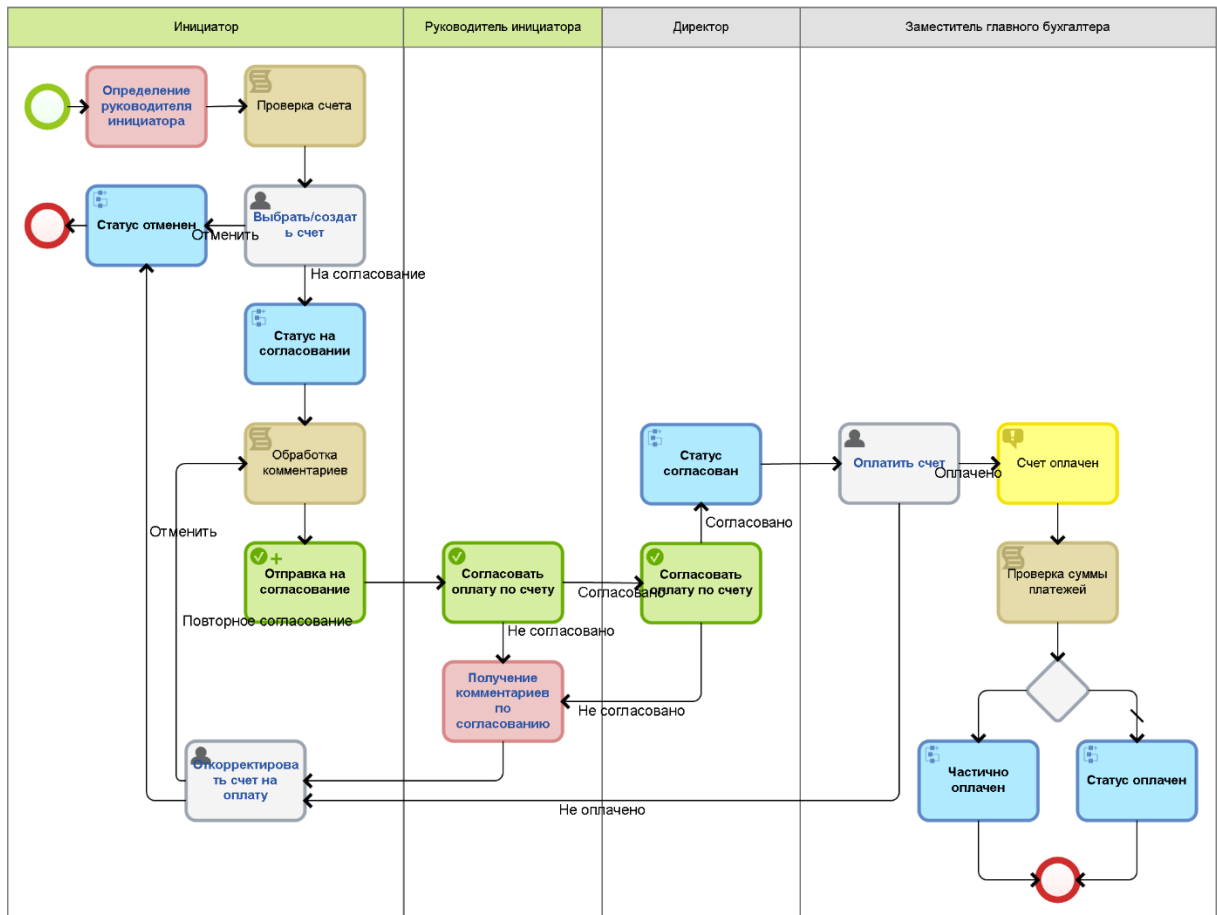 Инициатор
Руководитель инициатора
Директор
Заместитель главного бухгалтера
Определение
руководителя
инициатора
Проверка счета
Статус отменен
Отменить
Выбрать/создат
ь счет
На согласование
Статус на
согласовании
Обработка
комментариев
Статус
согласован
Оплатить счет
Оплачено
Счет оплачен
Отменить
Согласовано
Отправка на
согласование
Согласовать
оплату по счету
Согласовано
Согласовать
оплату по счету
Проверка суммы
платежей
Повторное согласование
Не согласовано
Получение
комментариев
по
согласованию
Не согласовано
Откорректирова
ть счет на
оплату
Не оплачено
Частично
оплачен
Статус оплачен